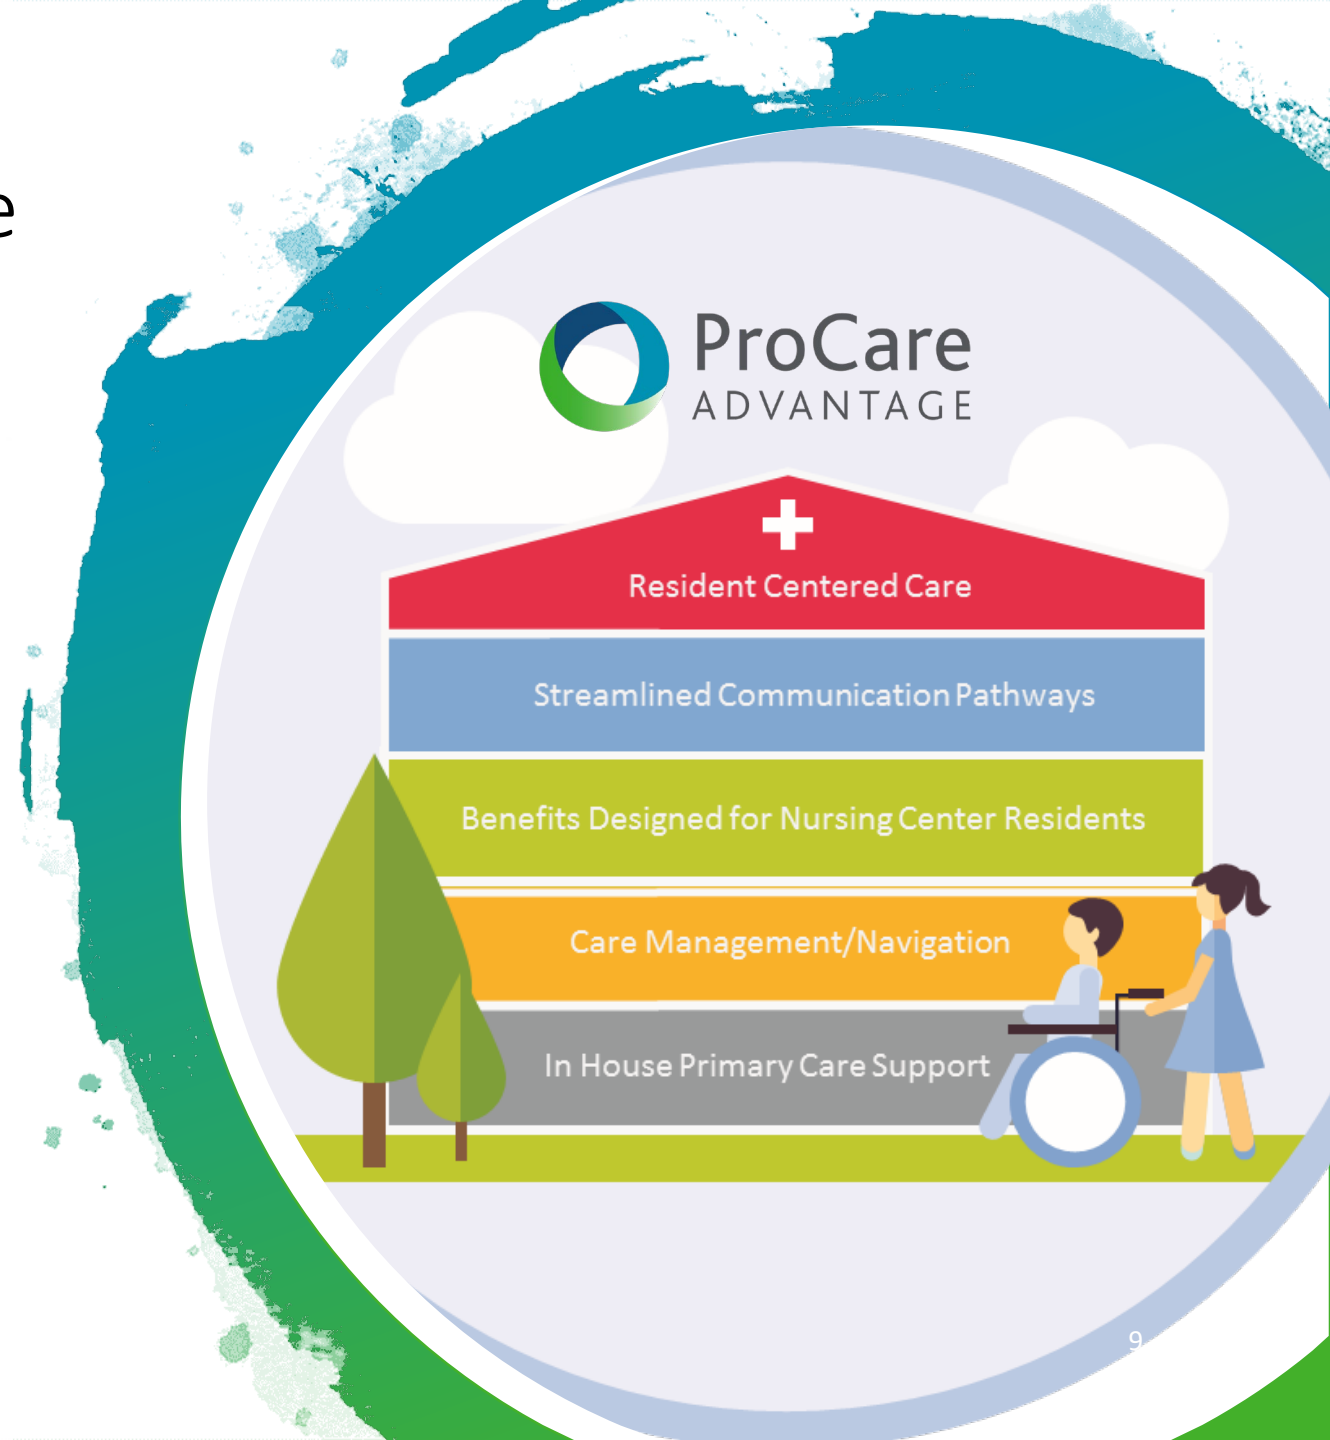 e
ProCare
ADVANTAGE
Resident Centered Care
Streamlined Communication Pathways
Benefits Designed for Nursing Center Residents
Care Management/Navigation
In House Primary Care Support
9